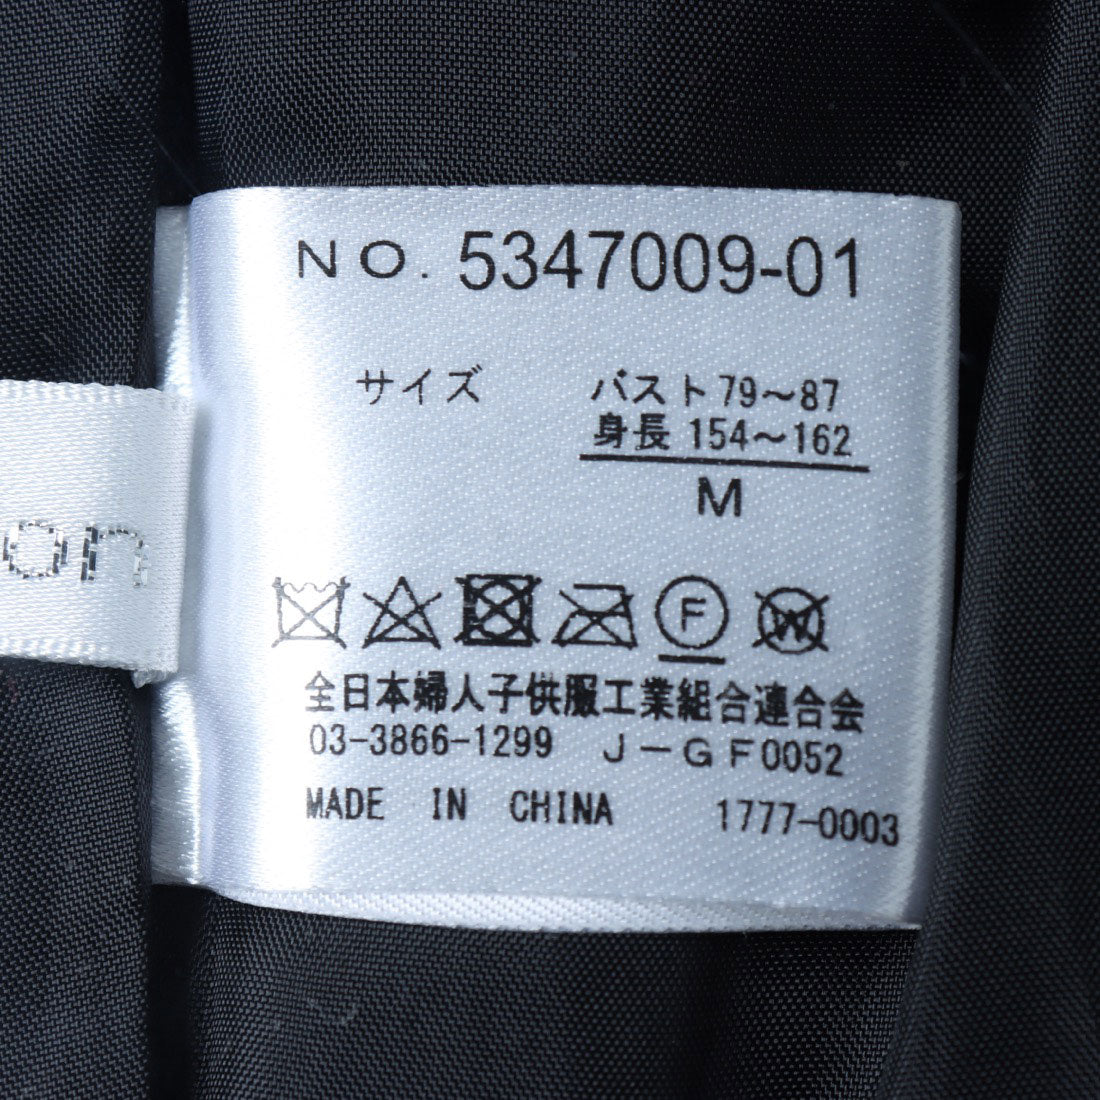 NO. 5347009-01
サイズ
バスト 79～87
身長 154～162
M
on
F
W
全日本婦人子供服工業組合連合会
03-3866-1299 J-GF0052
MADE IN CHINA 1777-0003